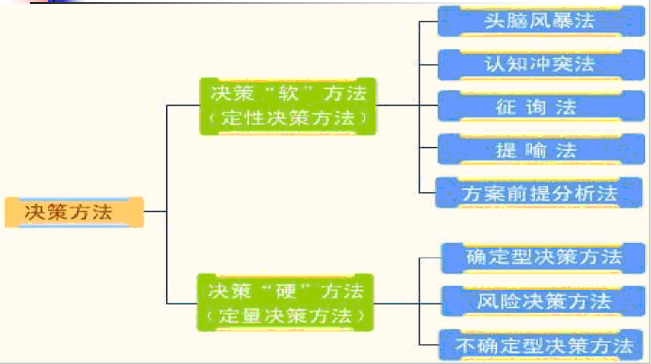 决策方法
决策“软”方法
（定性决策方法）
头脑风暴法
认知冲突法
征询法
提喻法
方案前提分析法
决策“硬”方法
（定量决策方法）
确定型决策方法
风险决策方法
不确定型决策方法